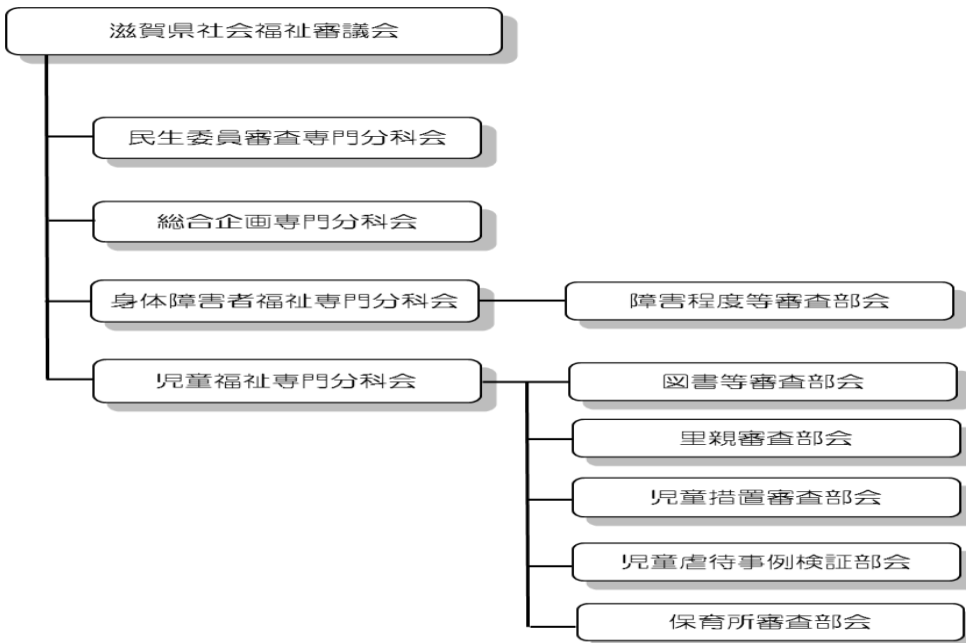 滋賀県社会福祉審議会
民生委員審査専門分科会
総合企画専門分科会
身体障害者福祉専門分科会
障害程度等審査部会
児童福祉専門分科会
図書等審査部会
里親審査部会
児童措置審査部会
児童虐待事例検証部会
保育所審査部会